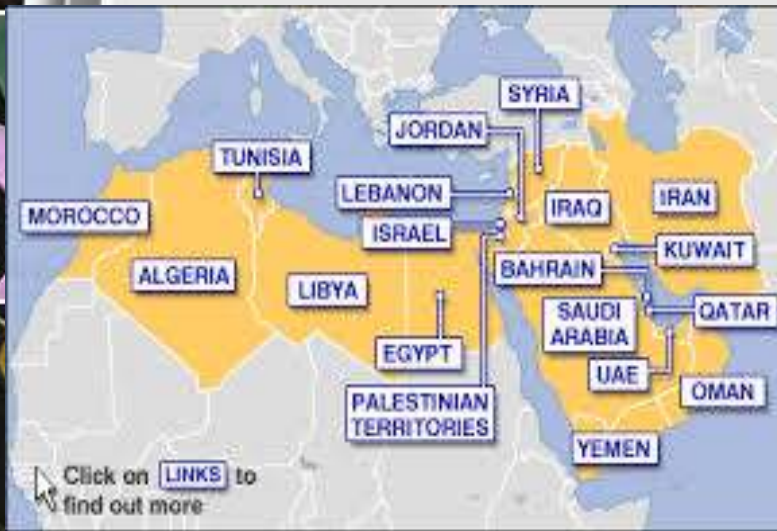 SYRIA
JORDAN
TUNISIA
LEBANON
IRAQ
IRAN
MOROCCO
ISRAEL
KUWAIT
ALGERIA
LIBYA
BAHRAIN
SAUDI
ARABIA
QATAR
EGYPT
UAE
OMAN
PALESTINIAN
TERRITORIES
YEMEN
Click on LINKS to
find out more